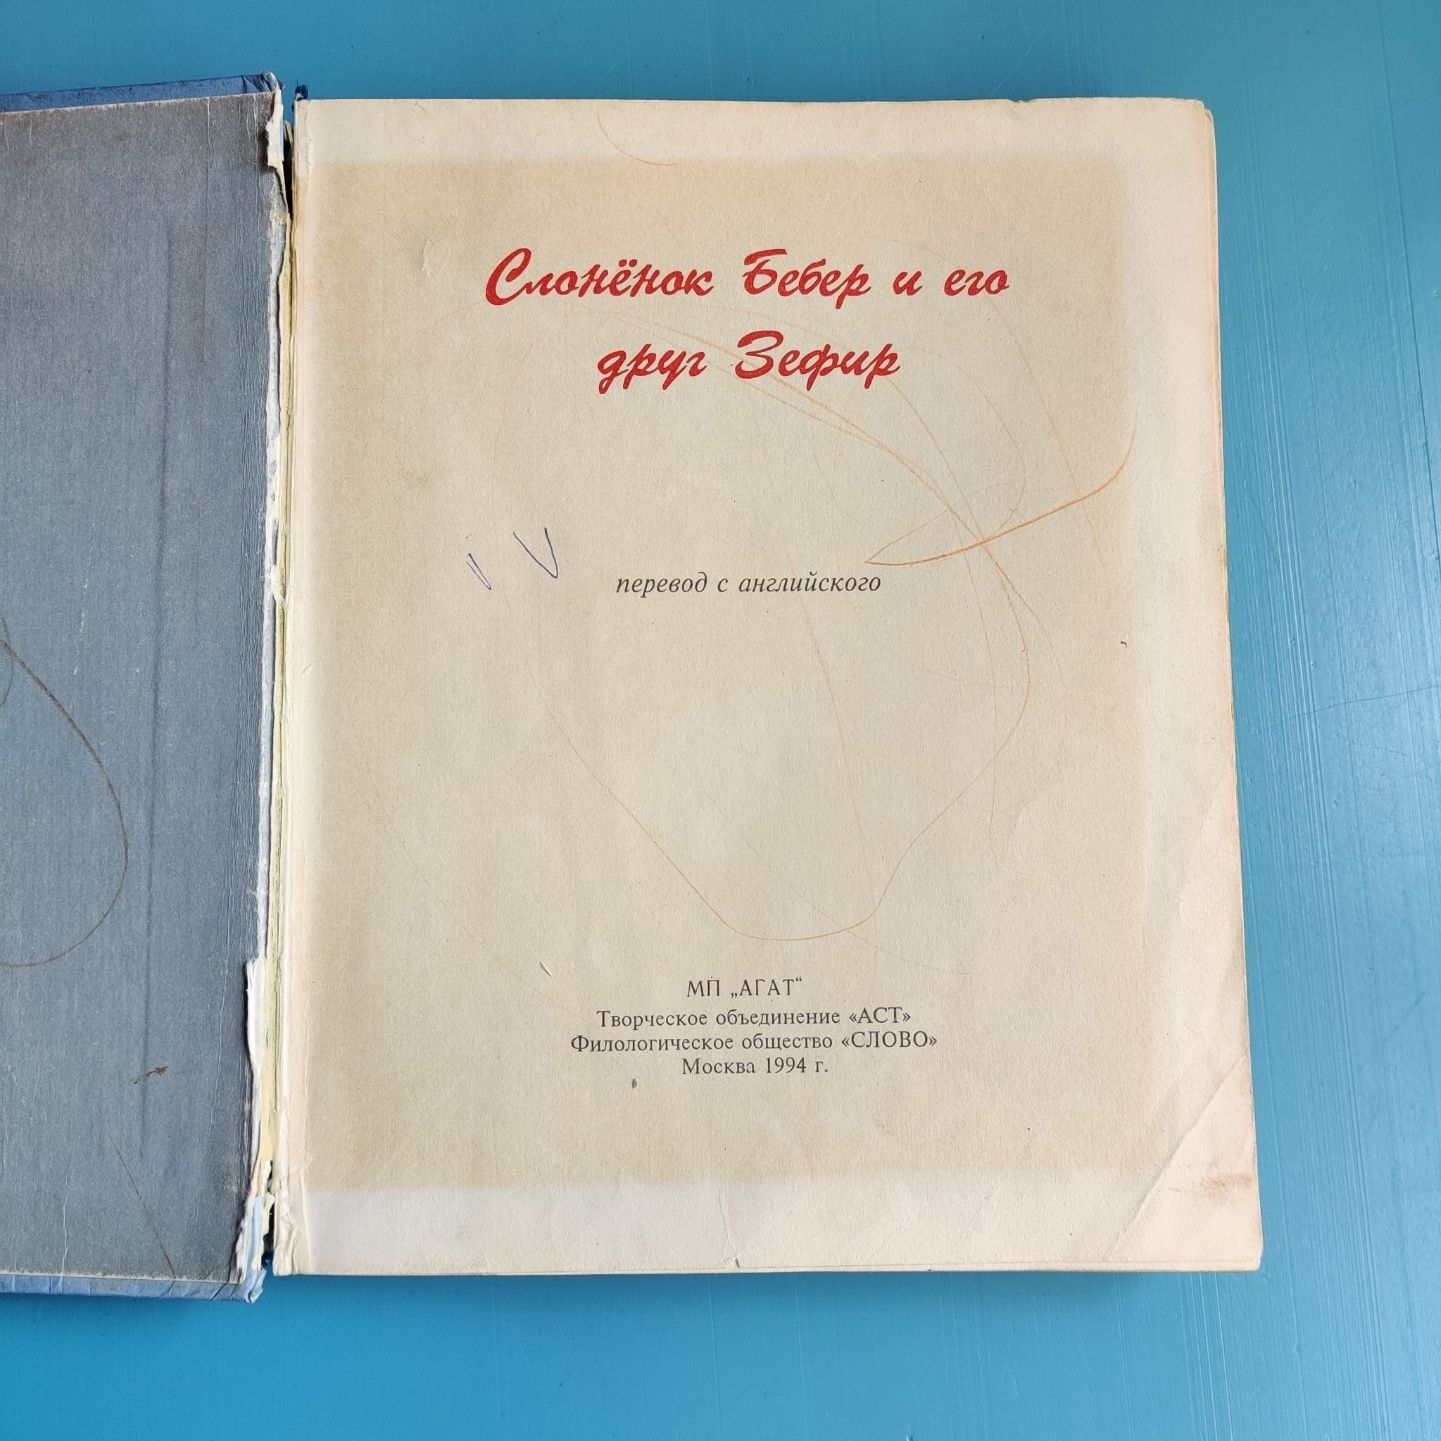 Слонёнок Бебер и его
друг Зефир
перевод с английского
МП „АГАТ“
Творческое объединение «АСТ»
Филологическое общество «СЛОВО»
Москва 1994 г.